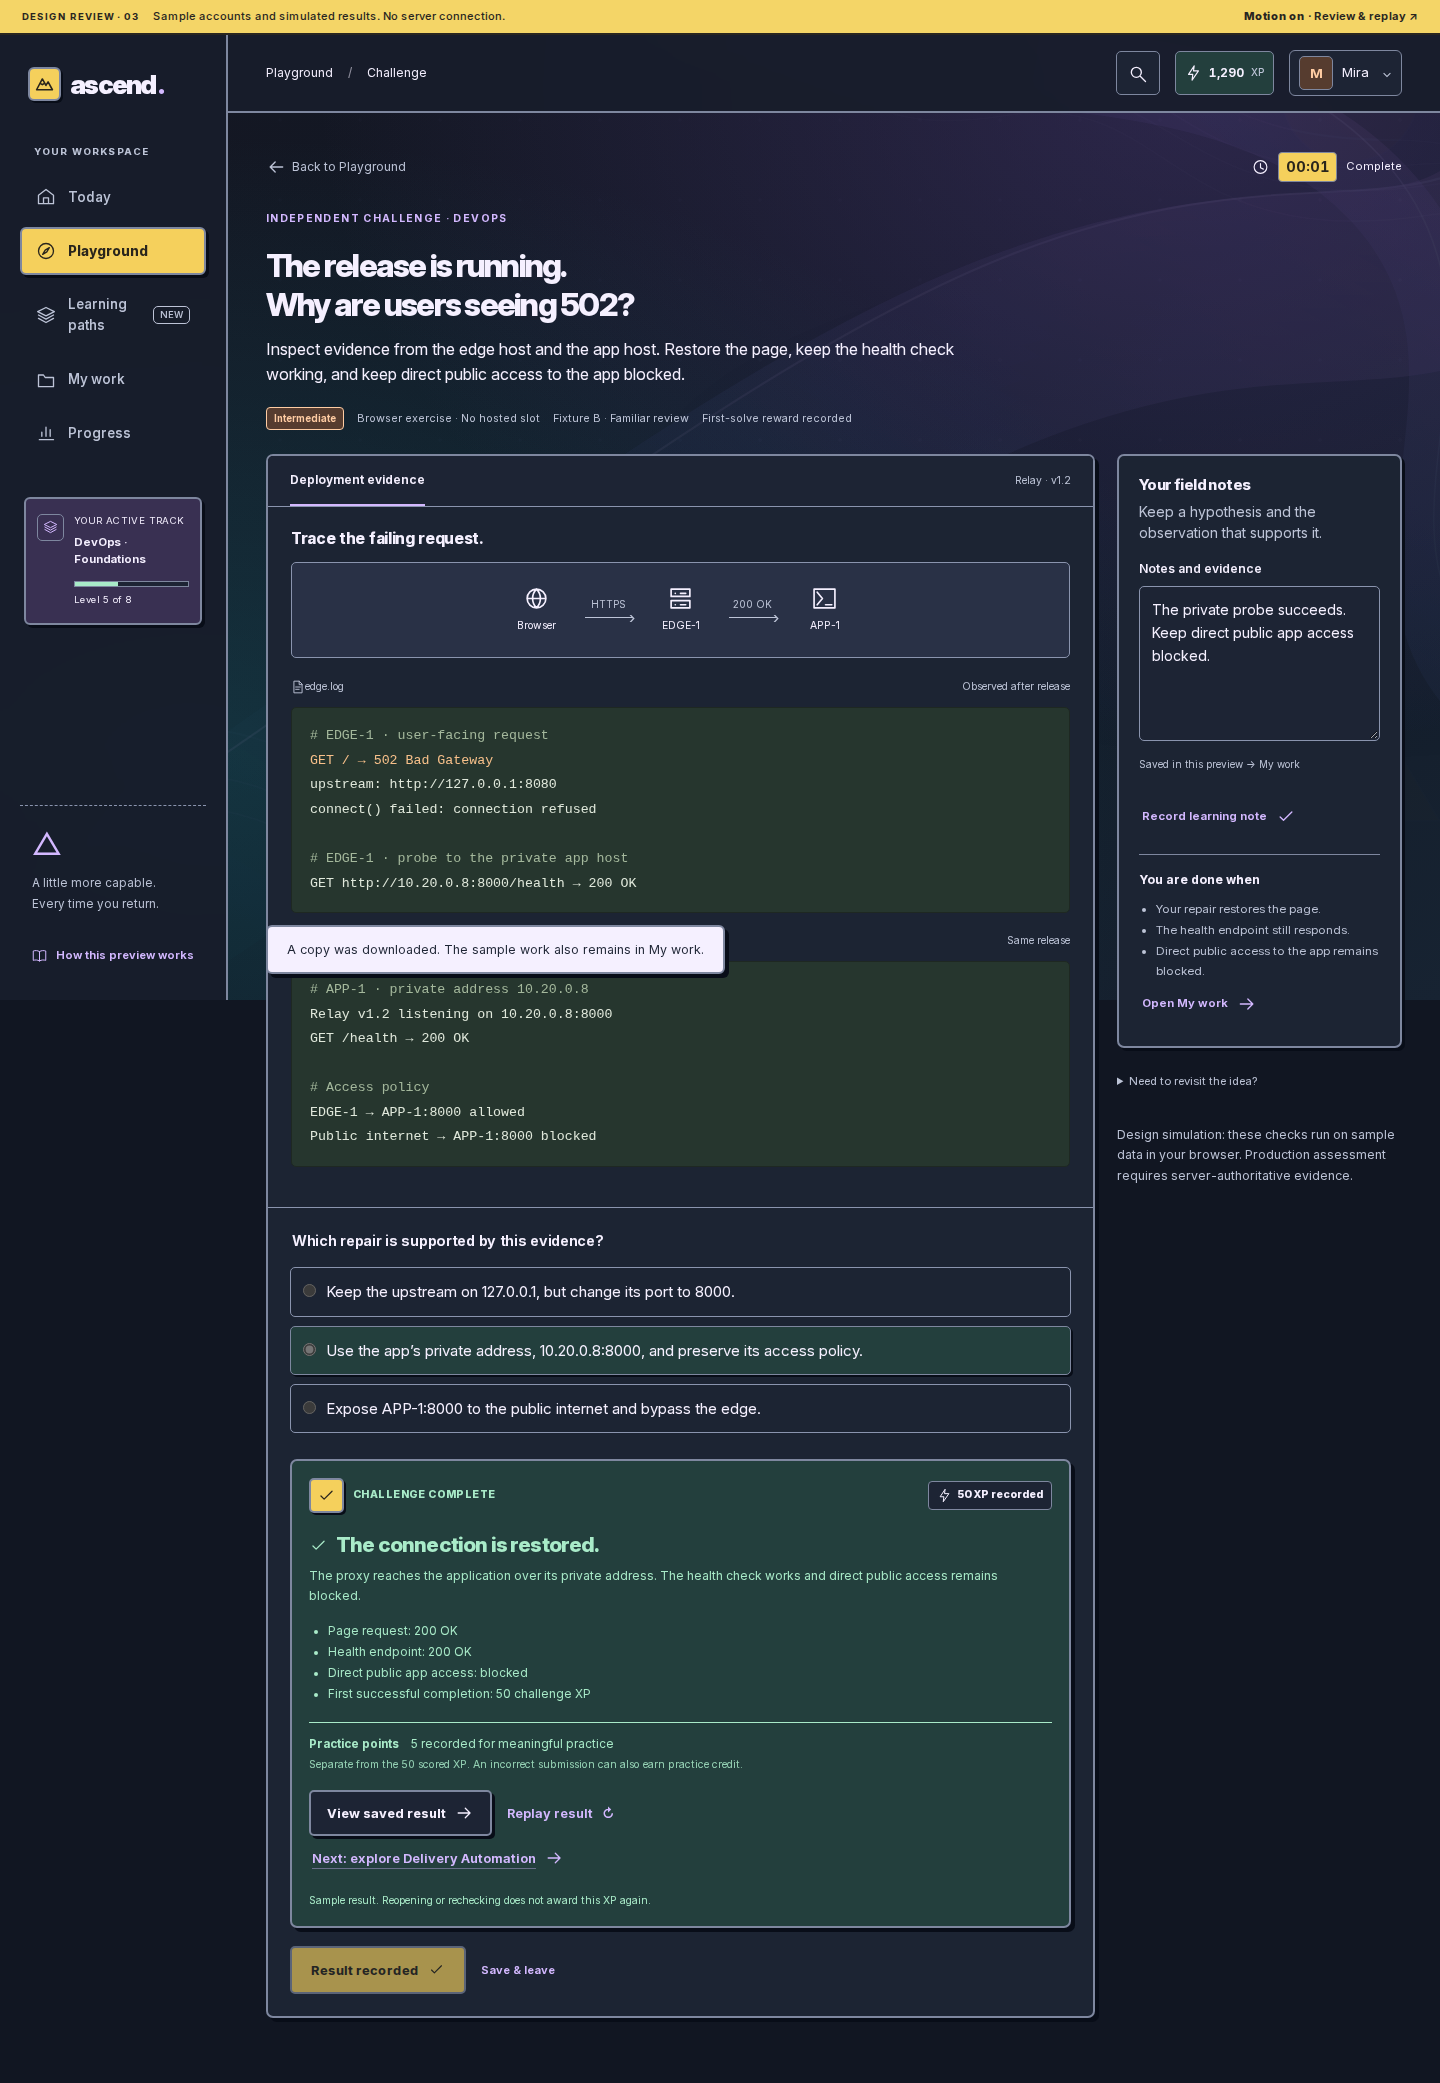 DESIGN REVIEW · 03 Sample accounts and simulated results. No server connection. Motion on · Review & replay ↗
ascend.
YOUR WORKSPACE
Today
Playground
Learning
paths
NEW
My work
Progress
YOUR ACTIVE TRACK
DevOps ·
Foundations
Level 5 of 8
A little more capable.
Every time you return.
How this preview works
Playground / Challenge
1,290 XP
M Mira
← Back to Playground
00:01 Complete
INDEPENDENT CHALLENGE · DEVOPS
The release is running.
Why are users seeing 502?
Inspect evidence from the edge host and the app host. Restore the page, keep the health check
working, and keep direct public access to the app blocked.
Intermediate Browser exercise · No hosted slot Fixture B · Familiar review First-solve reward recorded
Deployment evidence Relay · v1.2
Trace the failing request.
Browser HTTPS EDGE-1 200 OK APP-1
edge.log Observed after release
# EDGE-1 · user-facing request
GET / → 502 Bad Gateway
upstream: http://127.0.0.1:8080
connect() failed: connection refused
# EDGE-1 · probe to the private app host
GET http://10.20.0.8:8000/health → 200 OK
A copy was downloaded. The sample work also remains in My work.
Same release
# APP-1 · private address 10.20.0.8
Relay v1.2 listening on 10.20.0.8:8000
GET /health → 200 OK
# Access policy
EDGE-1 → APP-1:8000 allowed
Public internet → APP-1:8000 blocked
Which repair is supported by this evidence?
Keep the upstream on 127.0.0.1, but change its port to 8000.
Use the app's private address, 10.20.0.8:8000, and preserve its access policy.
Expose APP-1:8000 to the public internet and bypass the edge.
CHALLENGE COMPLETE
50 XP recorded
The connection is restored.
The proxy reaches the application over its private address. The health check works and direct public access remains
blocked.
• Page request: 200 OK
• Health endpoint: 200 OK
• Direct public app access: blocked
• First successful completion: 50 challenge XP
Practice points 5 recorded for meaningful practice
Separate from the 50 scored XP. An incorrect submission can also earn practice credit.
View saved result →
Replay result ↻
Next: explore Delivery Automation →
Sample result. Reopening or rechecking does not award this XP again.
Result recorded ✓
Save & leave
Your field notes
Keep a hypothesis and the
observation that supports it.
Notes and evidence
The private probe succeeds.
Keep direct public app access
blocked.
Saved in this preview → My work
Record learning note ✓
You are done when
• Your repair restores the page.
• The health endpoint still responds.
• Direct public access to the app remains
blocked.
Open My work →
Need to revisit the idea?
Design simulation: these checks run on sample
data in your browser. Production assessment
requires server-authoritative evidence.